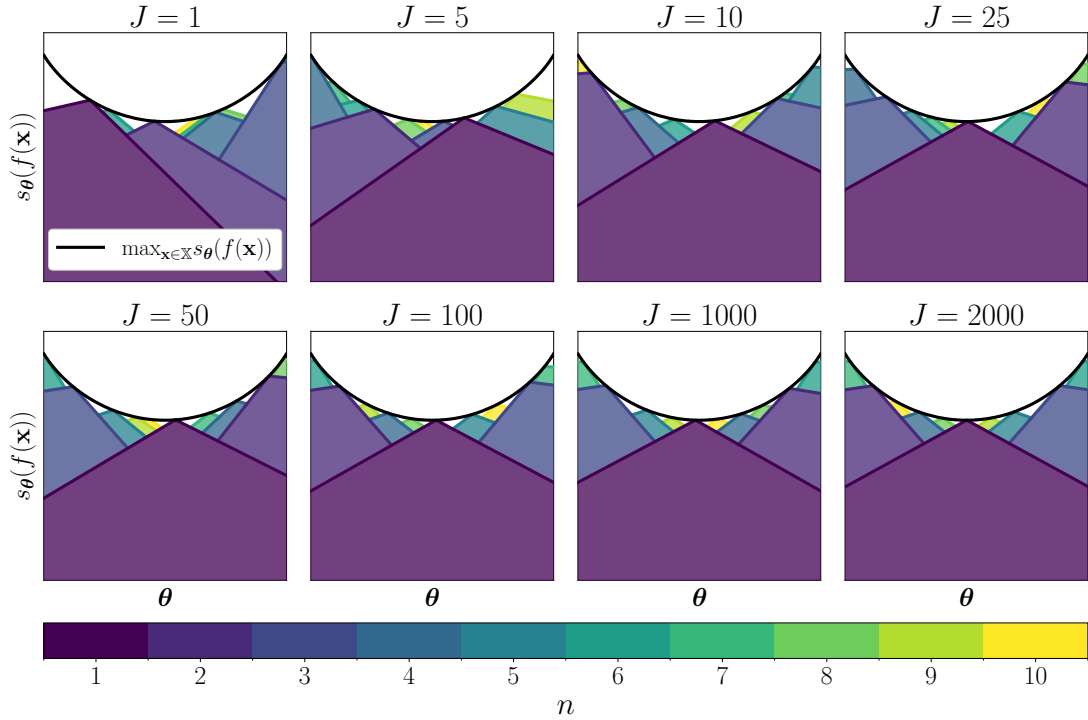 J = 1
J = 5
J = 10
J = 25
s_θ(f(x))
max_{x∈𝕏} s_θ(f(x))
J = 50
J = 100
J = 1000
J = 2000
s_θ(f(x))
θ θ θ θ
1 2 3 4 5 6 7 8 9 10
n